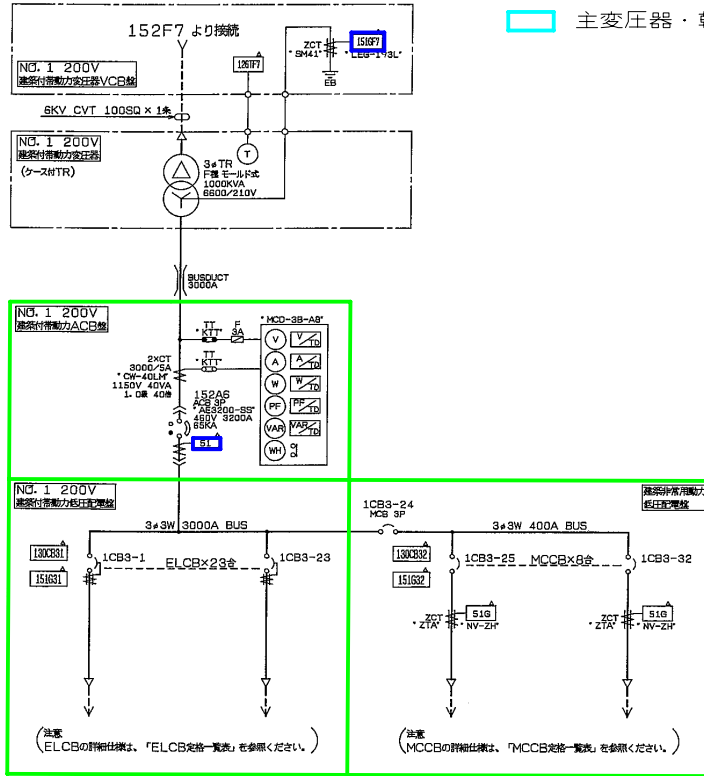 152F7 より接続
ZCT
"SM41"
151GF7
"LEG-193L"
EB
126TF7
NO. 1 200V
建築付帯動力変圧器VCB盤
主変圧器・
6KV CVT 100SQ × 1条
NO. 1 200V
建築付帯動力変圧器
(ケース付TR)
T
3φTR
F種 モールド式
1000KVA
6600/210V
BUSDUCT
3000A
NO. 1 200V
建築付帯動力ACB盤
TT
"KTT"
F
3A
"MCD-3B-A8"
V V/TD
A A/TD
W W/TD
PF PF/TD
VAR VAR/TD
WH
TT
"KTT"
2×CT
3000/5A
"CW-40LM"
1150V 40VA
1.0級 40倍
152A6
ACB 3P
"AE3200-SS"
460V 3200A
65KA
51
NO. 1 200V
建築付帯動力低圧配電盤
3φ3W 3000A BUS
130CB31
151G31
1CB3-1
ELCB×23台
1CB3-23
(注意
ELCBの詳細仕様は、「ELCB定格一覧表」を参照ください。)
1CB3-24
MCB 3P
建築非常用動力
低圧配電盤
3φ3W 400A BUS
130CB32
151G32
1CB3-25
MCCB×8台
1CB3-32
ZCT
"ZTA"
51G
"NV-ZH"
ZCT
"ZTA"
51G
"NV-ZH"
(注意
MCCBの詳細仕様は、「MCCB定格一覧表」を参照ください。)